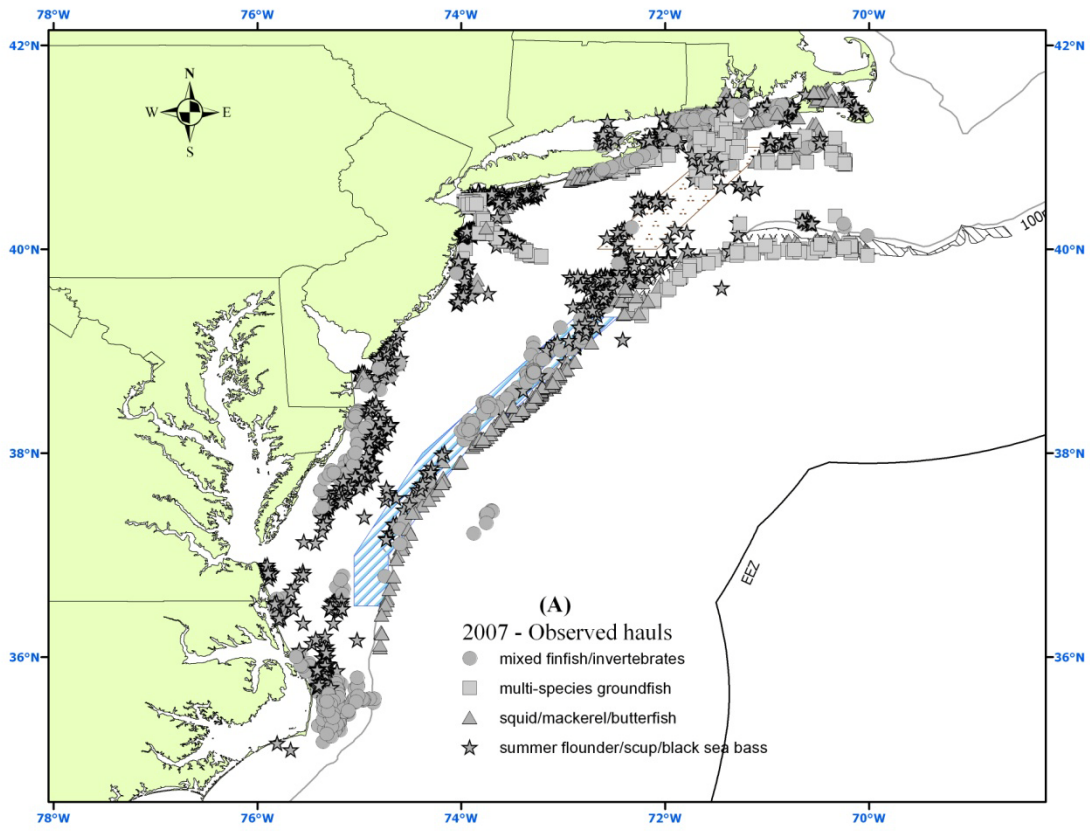 78°W 76°W 74°W 72°W 70°W
42°N 42°N
N
W E
S
40°N 40°N
100m
38°N 38°N
EEZ
(A)
2007 - Observed hauls
mixed finfish/invertebrates
36°N 36°N
multi-species groundfish
squid/mackerel/butterfish
summer flounder/scup/black sea bass
78°W 76°W 74°W 72°W 70°W